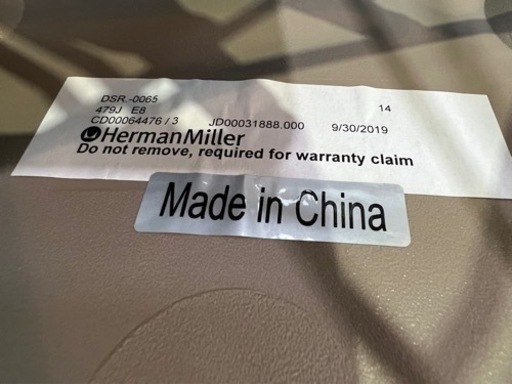 DSR.-0065
479J E8 14
CD00064476 / 3 JD00031888.000 9/30/2019
HermanMiller
Do not remove, required for warranty claim
Made in China